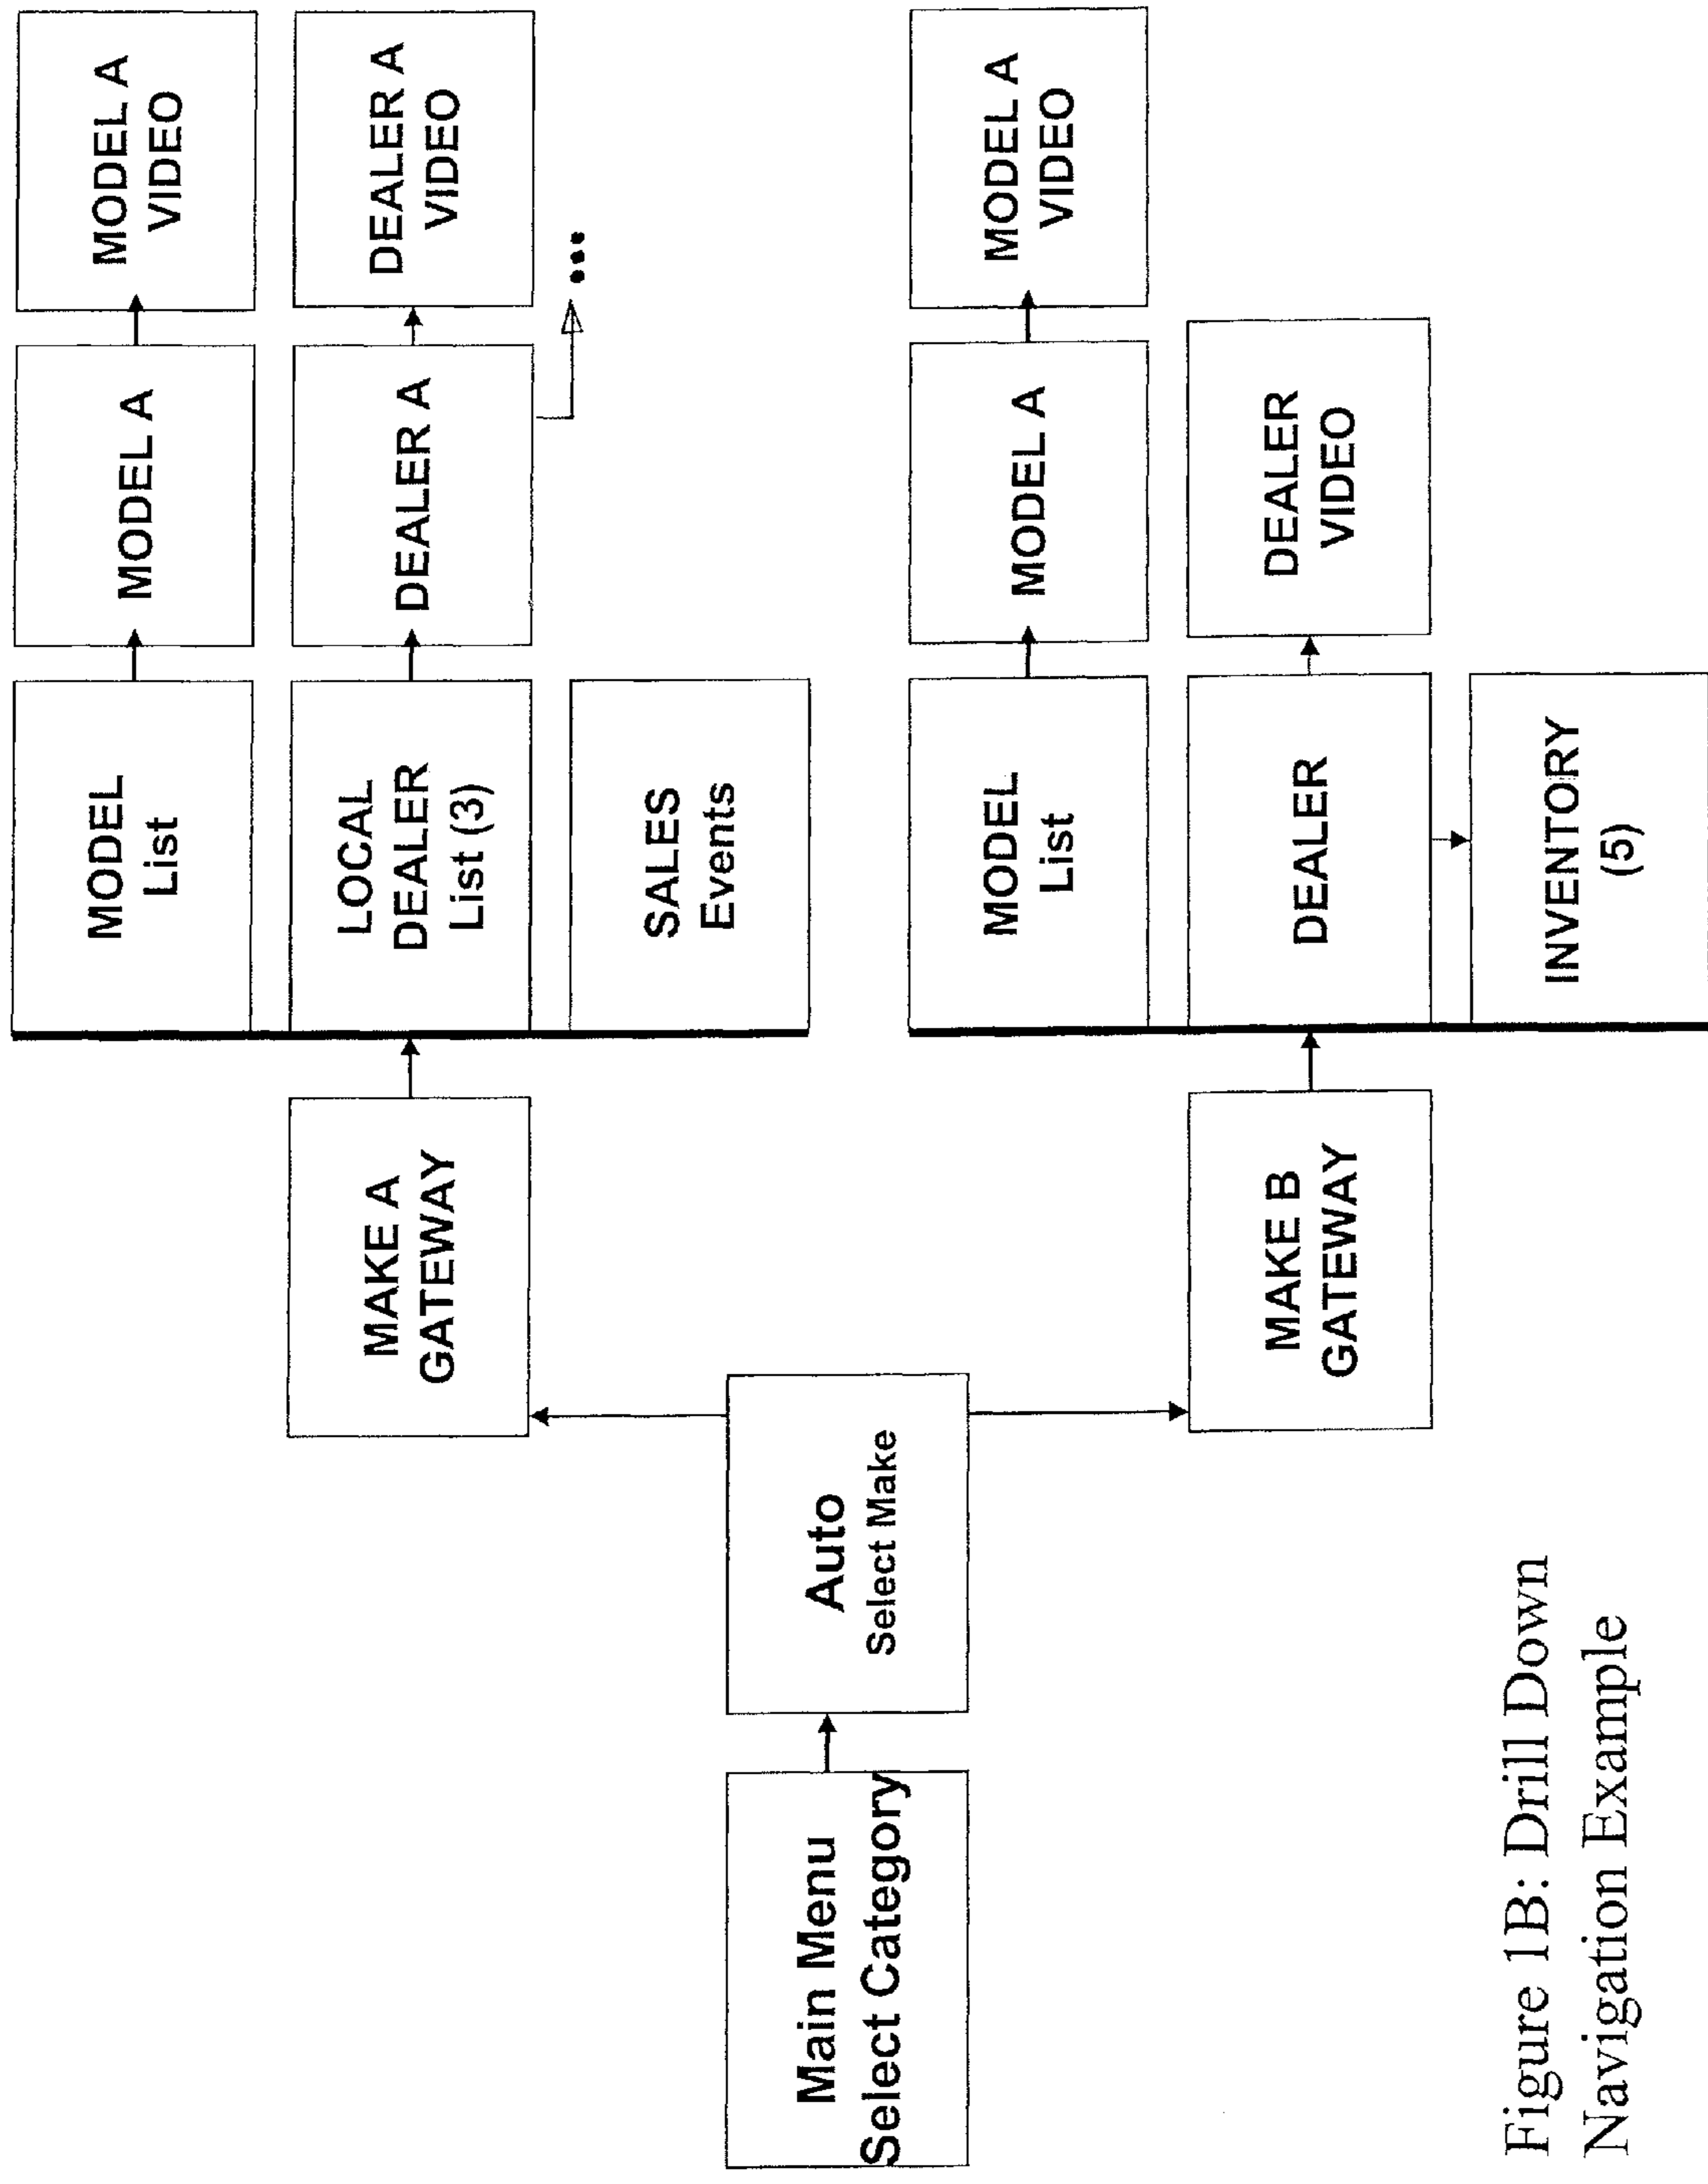 Main Menu
Select Category
Auto
Select Make
MAKE A
GATEWAY
MODEL
List
MODEL A
MODEL A
VIDEO
LOCAL
DEALER
List (3)
DEALER A
DEALER A
VIDEO
•••
SALES
Events
MAKE B
GATEWAY
MODEL
List
MODEL A
MODEL A
VIDEO
DEALER
DEALER
VIDEO
INVENTORY
(5)
Figure 1B: Drill Down
Navigation Example